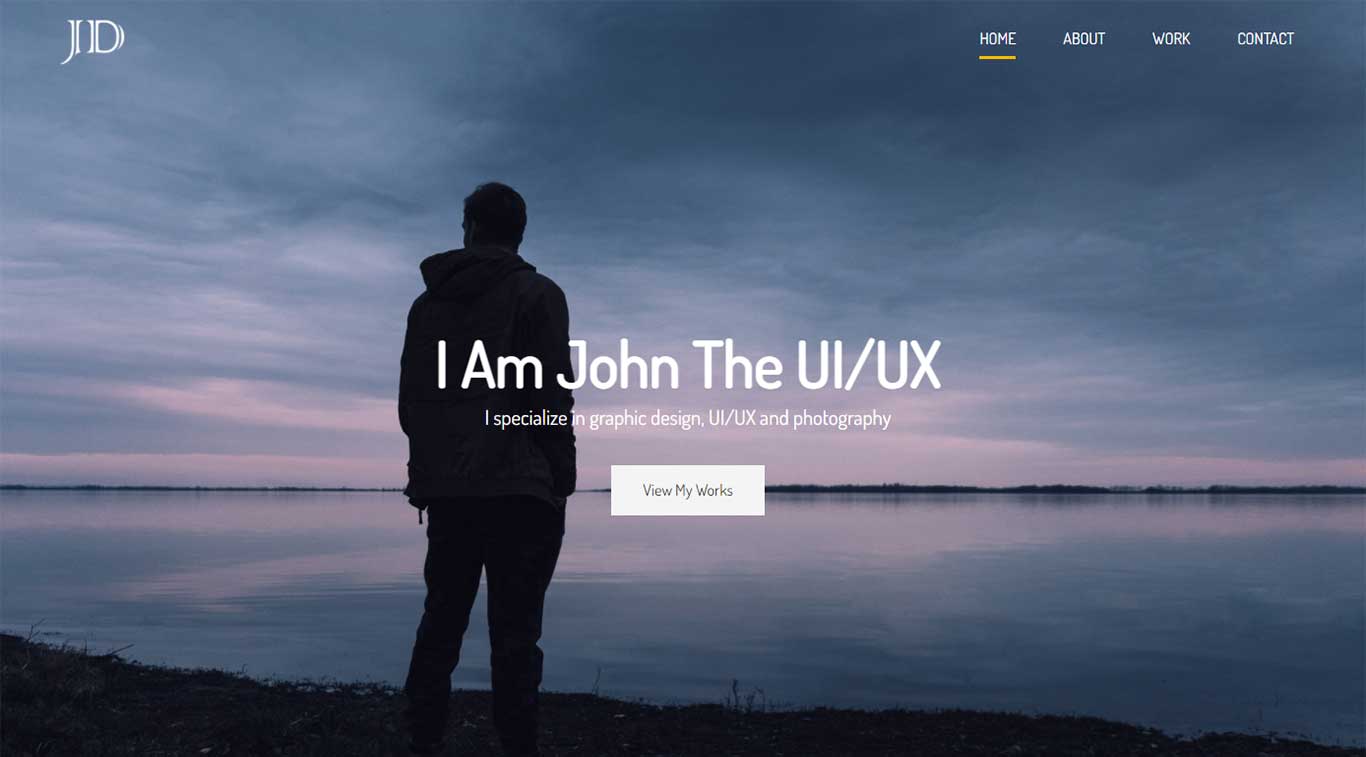 JD
HOME ABOUT WORK CONTACT
I Am John The UI/UX
I specialize in graphic design, UI/UX and photography
View My Works